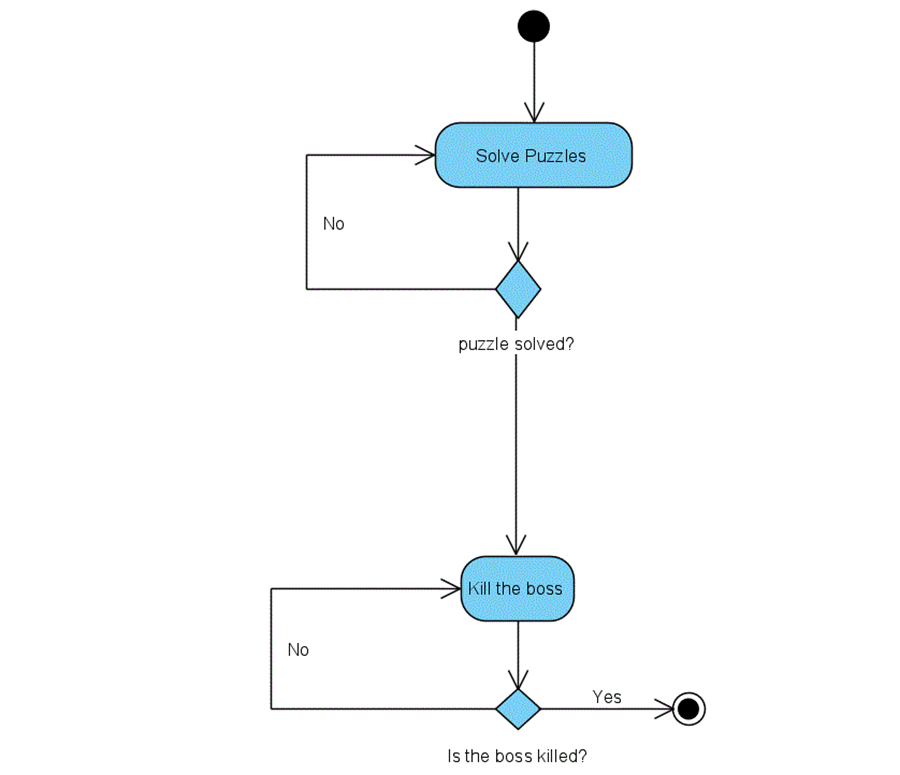 Solve Puzzles
No
puzzle solved?
Kill the boss
No
Yes
Is the boss killed?